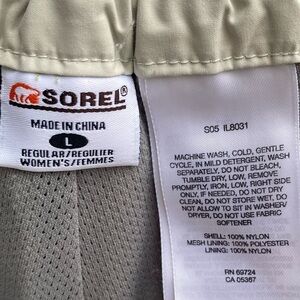 SOREL®
MADE IN CHINA
L
REGULAR/REGULIER
WOMEN'S/FEMMES
S05 IL8031
MACHINE WASH, COLD, GENTLE
CYCLE, IN MILD DETERGENT, WASH
SEPARATELY, DO NOT BLEACH,
TUMBLE DRY, LOW, REMOVE
PROMPTLY, IRON, LOW, RIGHT SIDE
ONLY, IF NEEDED, DO NOT DRY
CLEAN, DO NOT STORE WET, DO
NOT ALLOW TO SIT IN WASHER/
DRYER, DO NOT USE FABRIC
SOFTENER
SHELL: 100% NYLON
MESH LINING: 100% POLYESTER
LINING: 100% NYLON
RN 69724
CA 05367